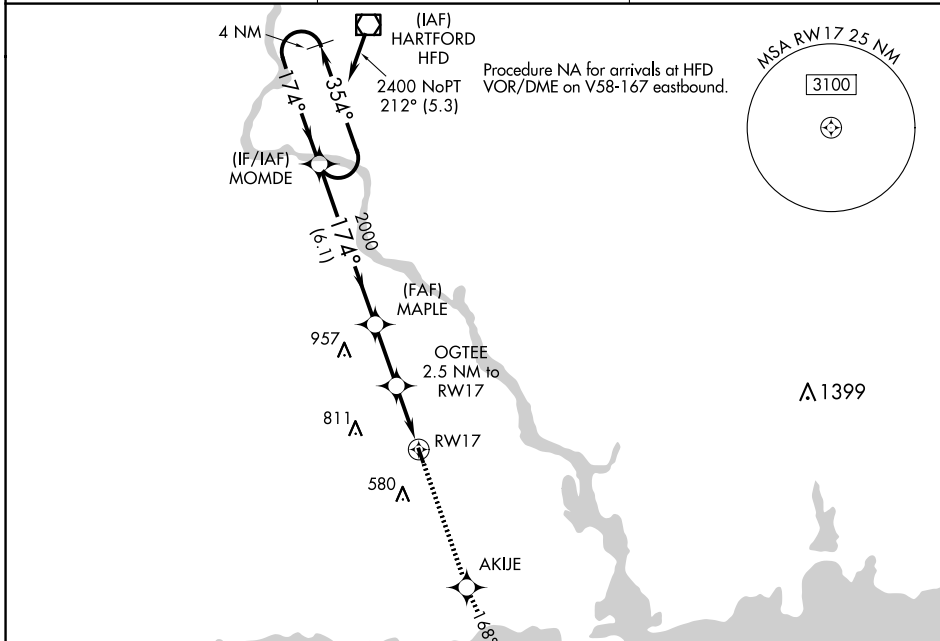 4 NM
(IAF)
HARTFORD
HFD
2400 NoPT
212° (5.3)
Procedure NA for arrivals at HFD
VOR/DME on V58-167 eastbound.
MSA RW17 25 NM
3100
174°
354°
(IF/IAF)
MOMDE
2000
174°
(6.1)
(FAF)
MAPLE
957
OGTEE
2.5 NM to
RW17
1399
811
RW17
580
AKIJE
168°